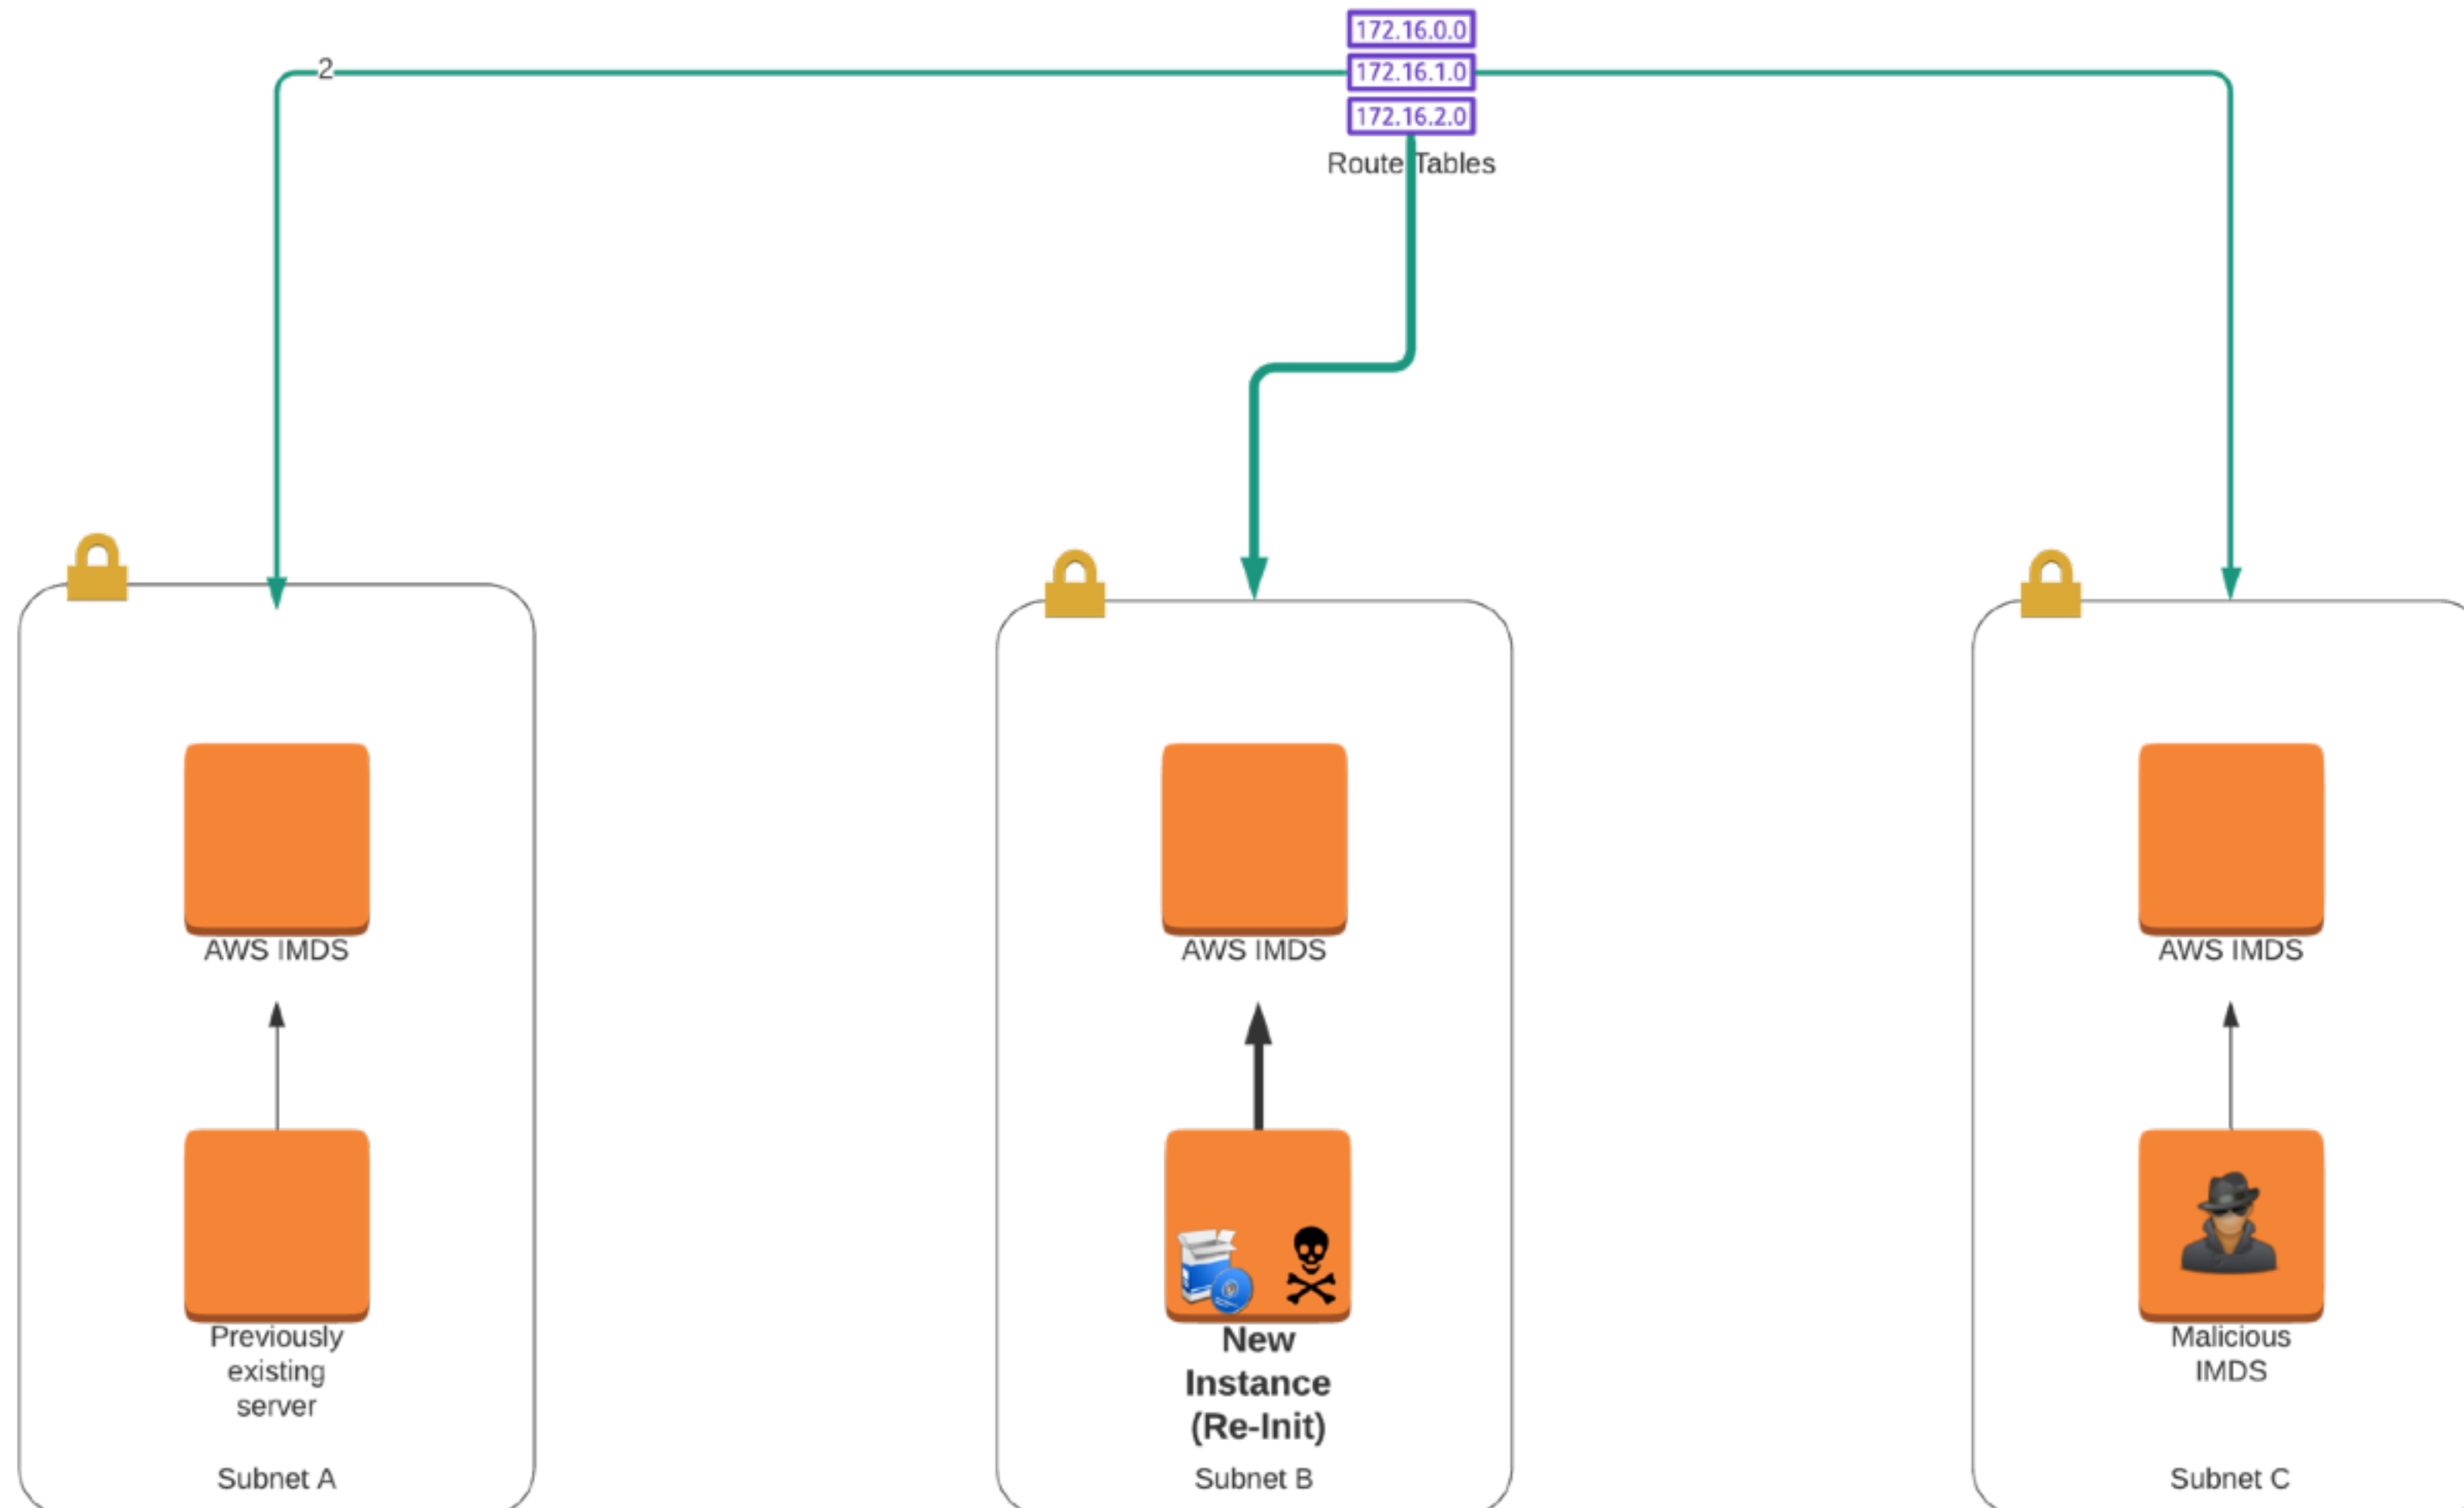 172.16.0.0
172.16.1.0
172.16.2.0
Route Tables
2
AWS IMDS
AWS IMDS
AWS IMDS
Previously
existing
server
New
Instance
(Re-Init)
Malicious
IMDS
Subnet A
Subnet B
Subnet C